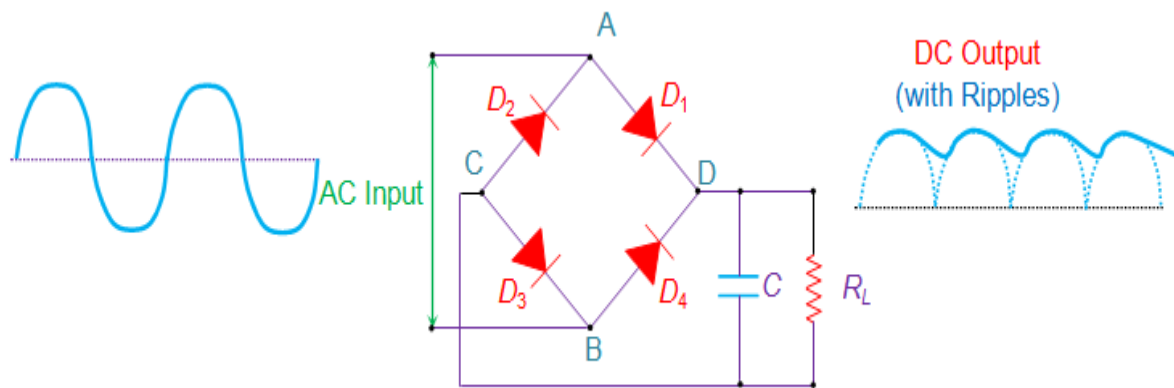 A
DC Output
(with Ripples)
D2
D1
C
D
AC Input
D3
D4
C
RL
B